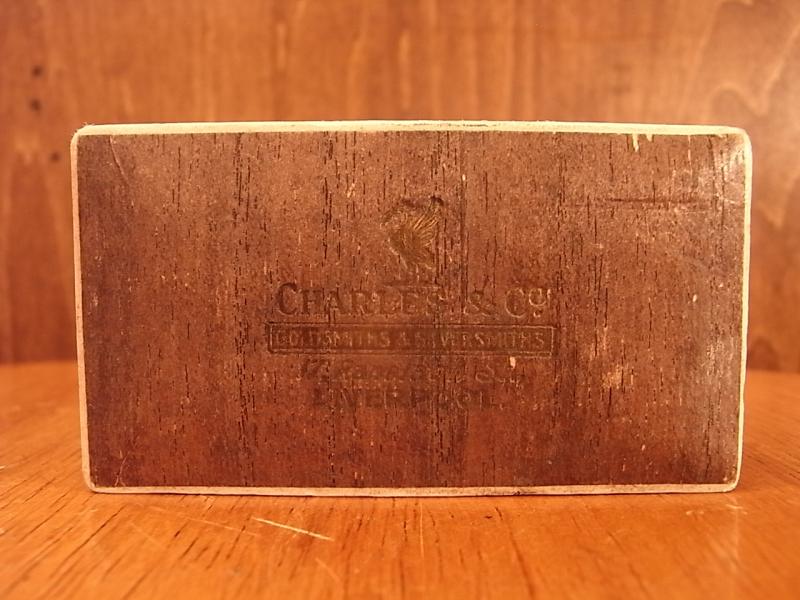 CHARLES & Cº
GOLDSMITHS & SILVERSMITHS
LIVERPOOL